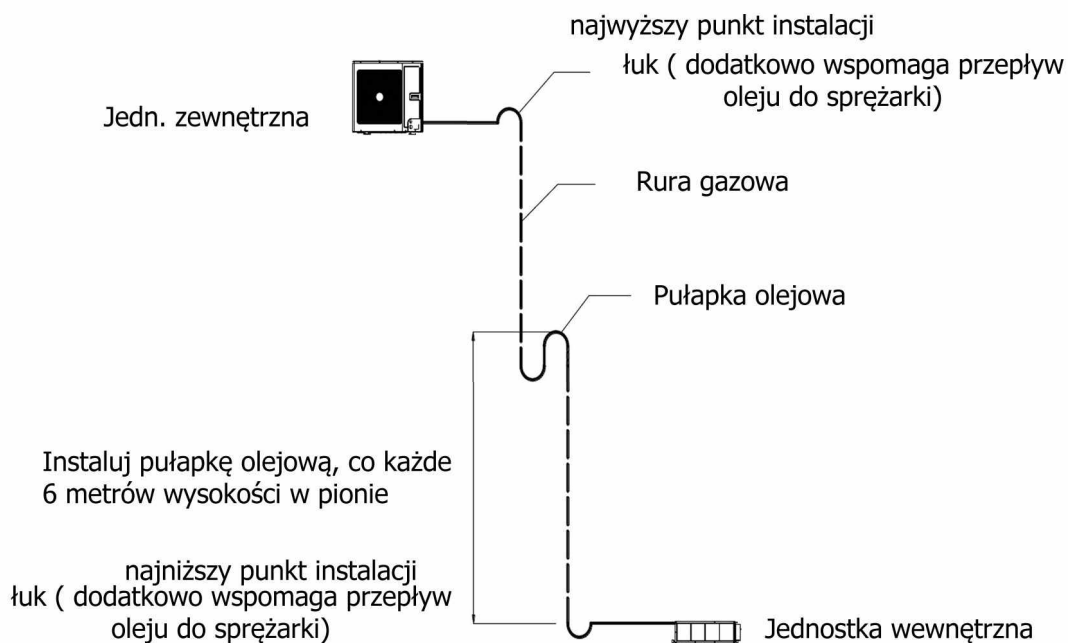 najwyższy punkt instalacji
łuk ( dodatkowo wspomaga przepływ
oleju do sprężarki)
Jedn. zewnętrzna
Rura gazowa
Pułapka olejowa
Instaluj pułapkę olejową, co każde
6 metrów wysokości w pionie
najniższy punkt instalacji
łuk ( dodatkowo wspomaga przepływ
oleju do sprężarki)
Jednostka wewnętrzna